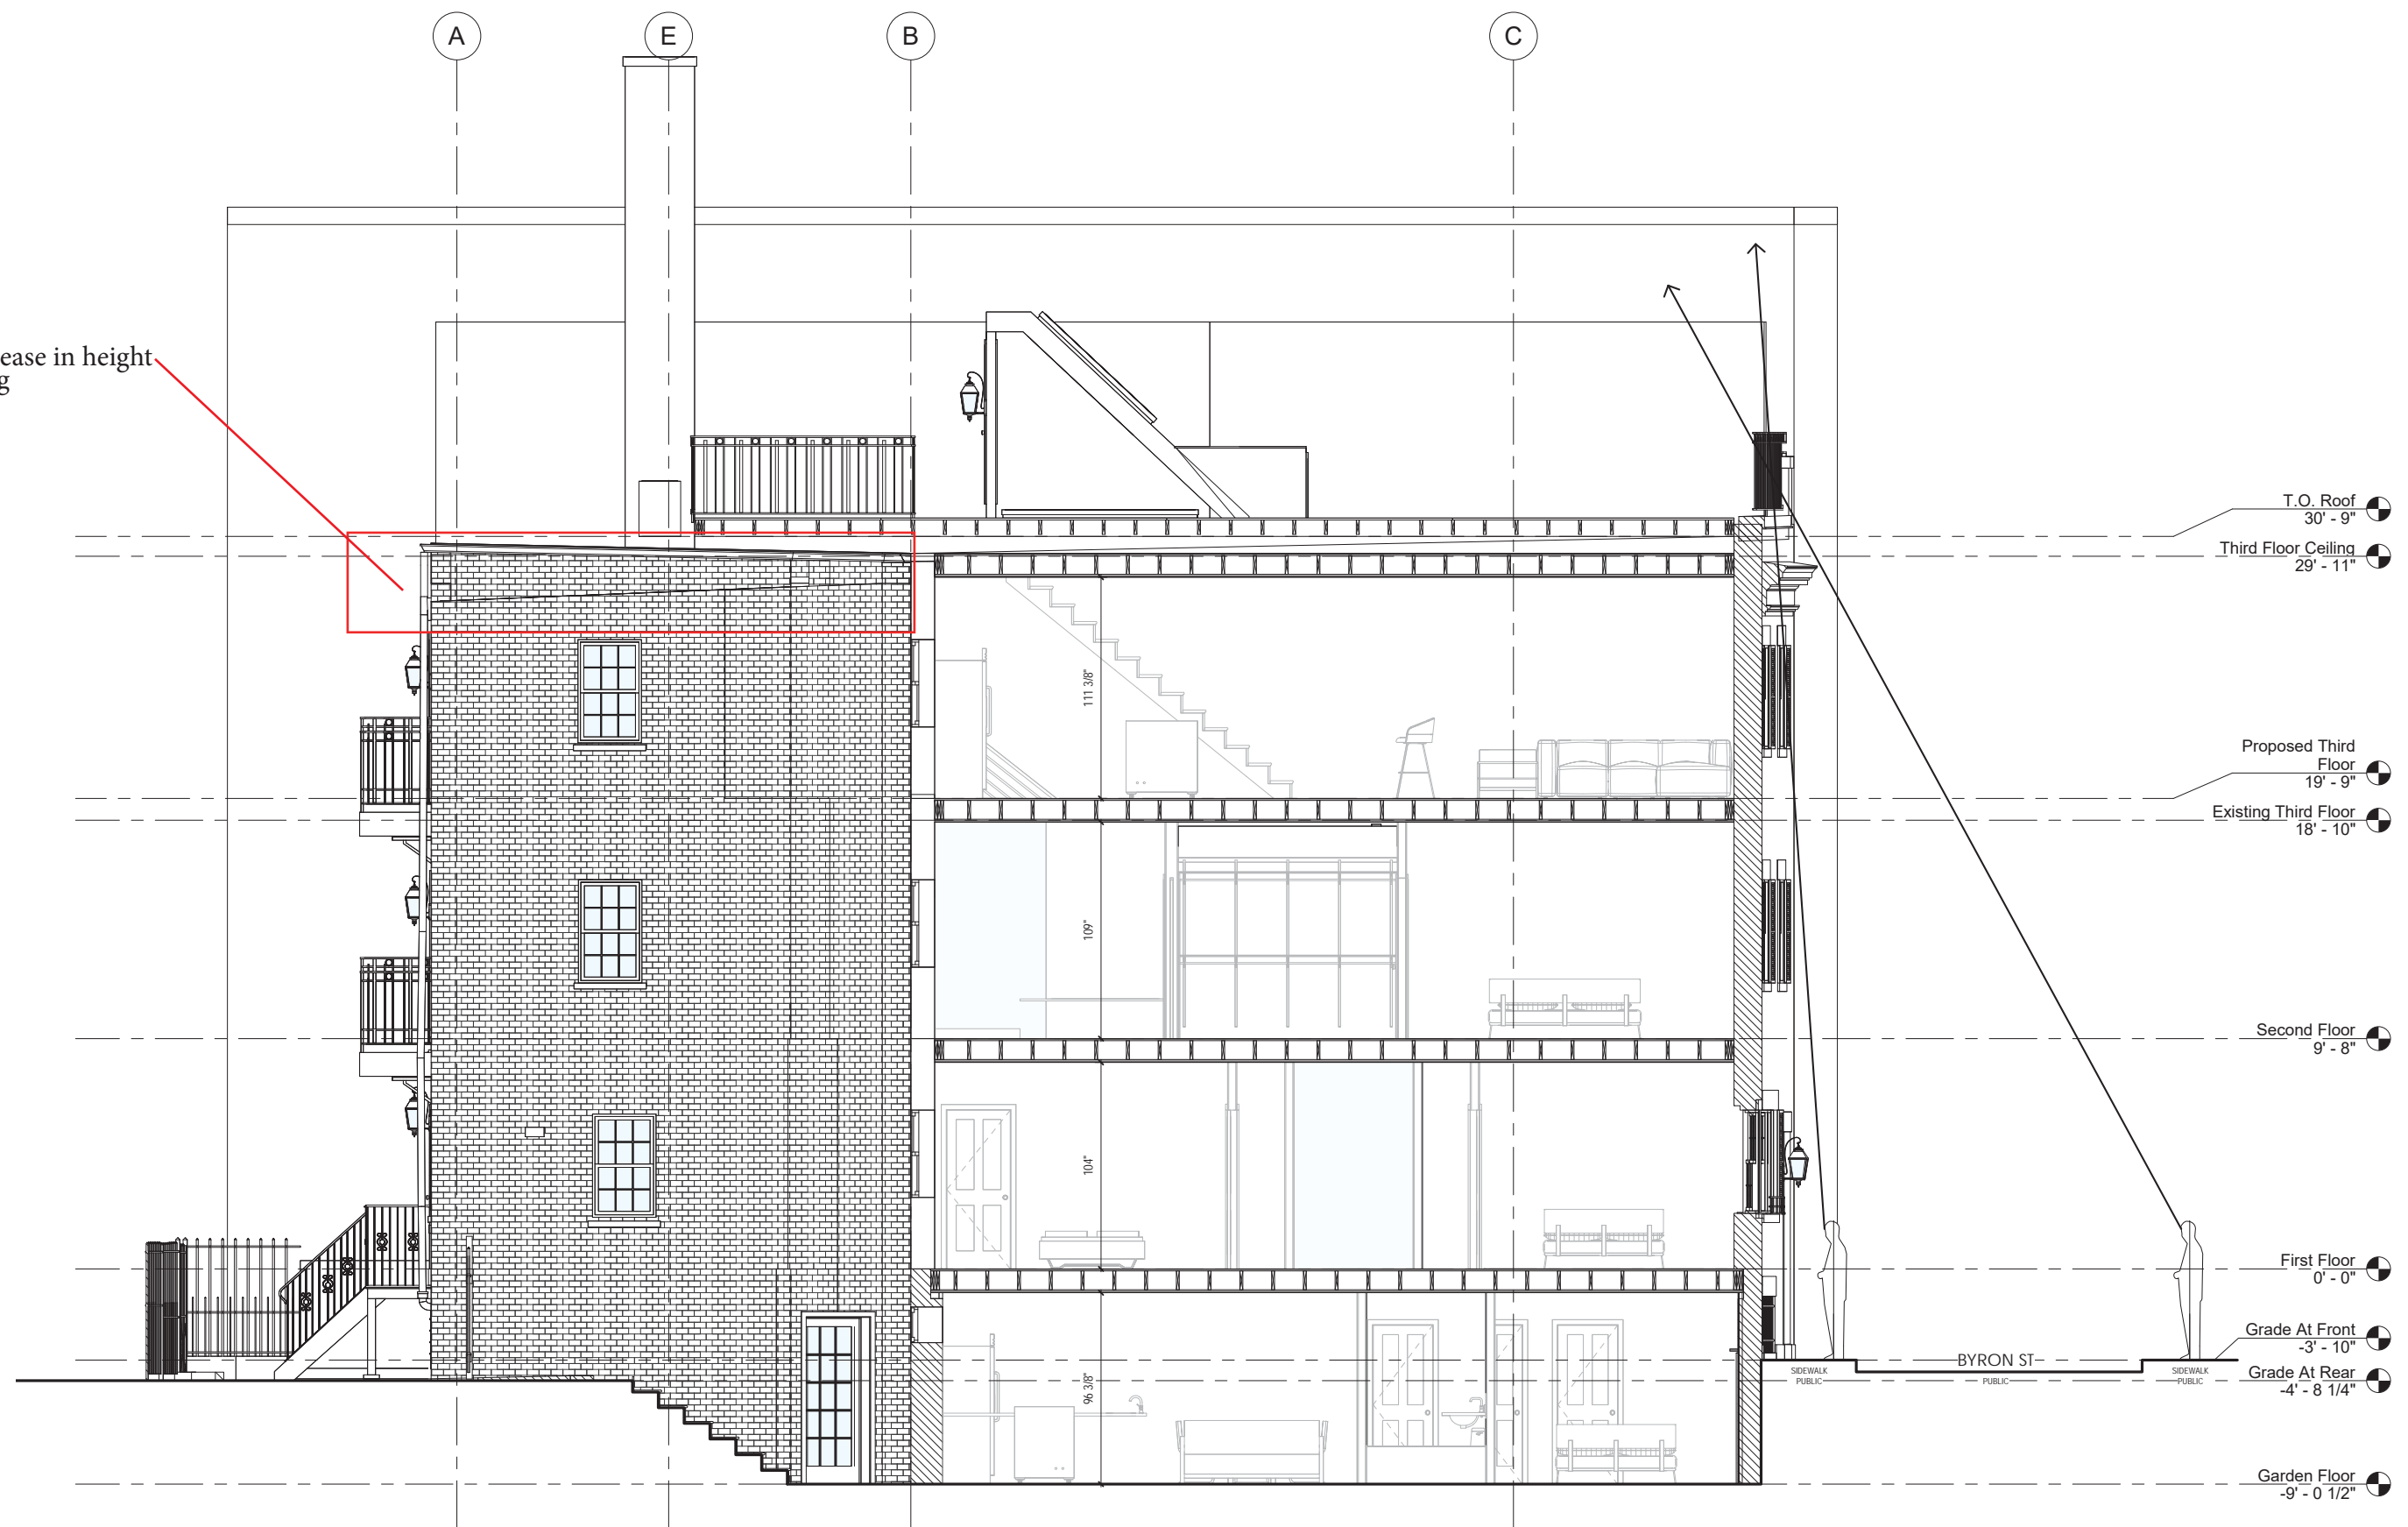 A
E
B
C
ease in height
g
T.O. Roof
30' - 9"
Third Floor Ceiling
29' - 11"
111 3/8"
Proposed Third
Floor
19' - 9"
Existing Third Floor
18' - 10"
109"
Second Floor
9' - 8"
104"
First Floor
0' - 0"
Grade At Front
-3' - 10"
BYRON ST
SIDEWALK
PUBLIC
PUBLIC
SIDEWALK
PUBLIC
Grade At Rear
-4' - 8 1/4"
96 3/8"
Garden Floor
-9' - 0 1/2"